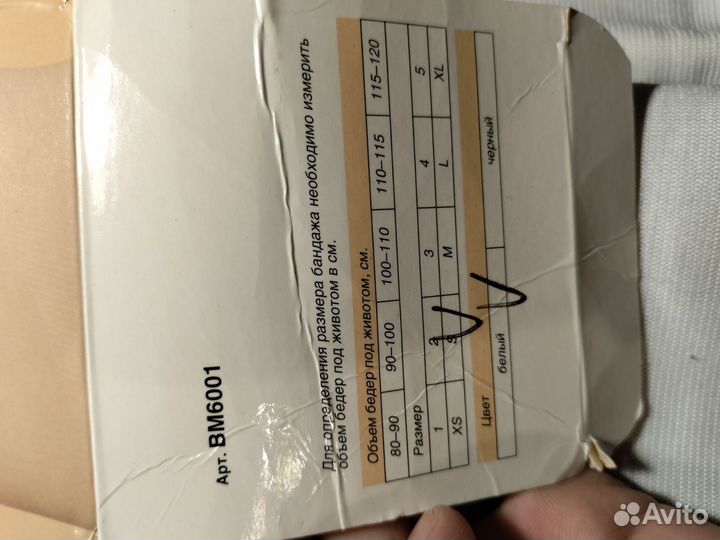 Арт. BM6001
Для определения размера бандажа необходимо измерить
объем бедер под животом в см.
Объем бедер под животом, см.
80–90 90–100 100–110 110–115 115–120
Размер
1 2 3 4 5
XS S M L XL
Цвет
белый черный
Avito